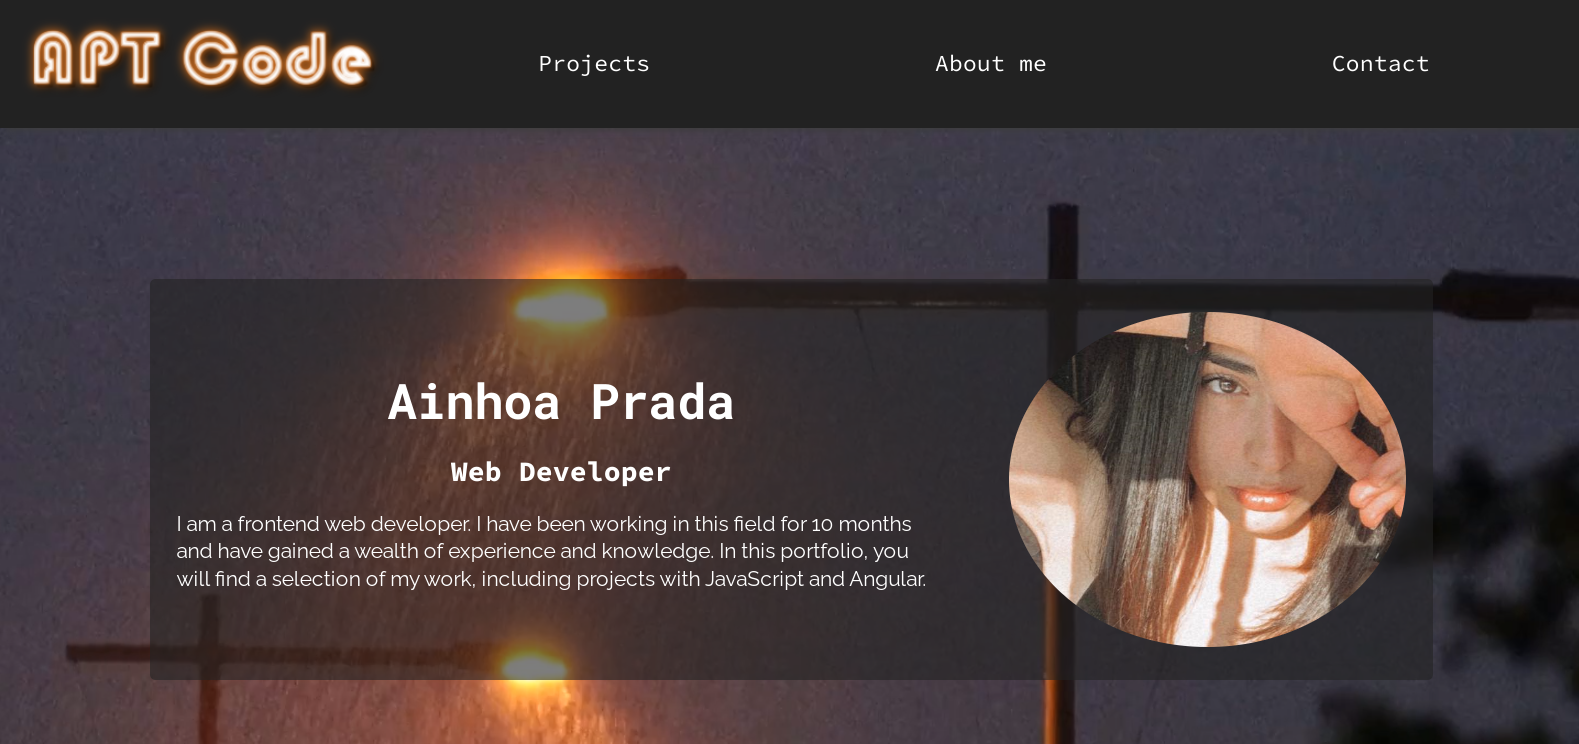 APT Code
Projects
About me
Contact
Ainhoa Prada
Web Developer
I am a frontend web developer. I have been working in this field for 10 months
and have gained a wealth of experience and knowledge. In this portfolio, you
will find a selection of my work, including projects with JavaScript and Angular.